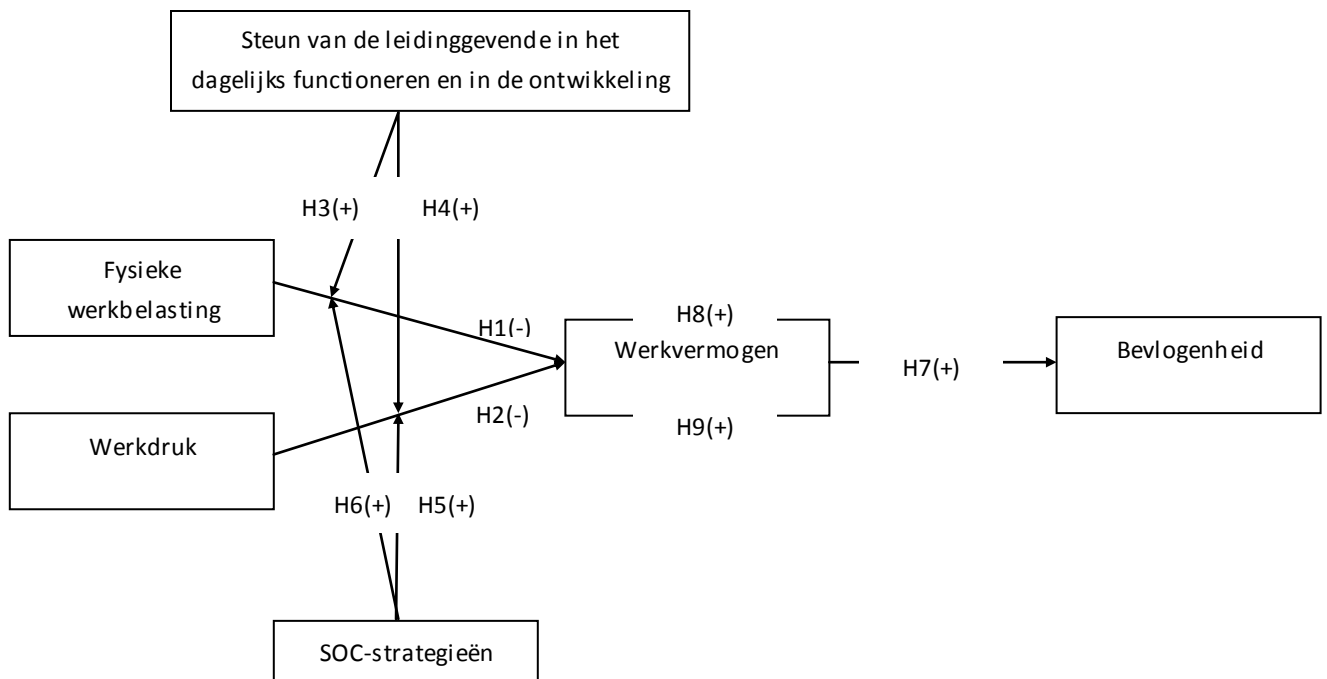 Steun van de leidinggevende in het
dagelijks functioneren en in de ontwikkeling
H3(+)
H4(+)
Fysieke
werkbelasting
H1(-)
H8(+)
Werkvermogen
H7(+)
Bevlogenheid
H2(-)
H9(+)
Werkdruk
H6(+)
H5(+)
SOC-strategieën